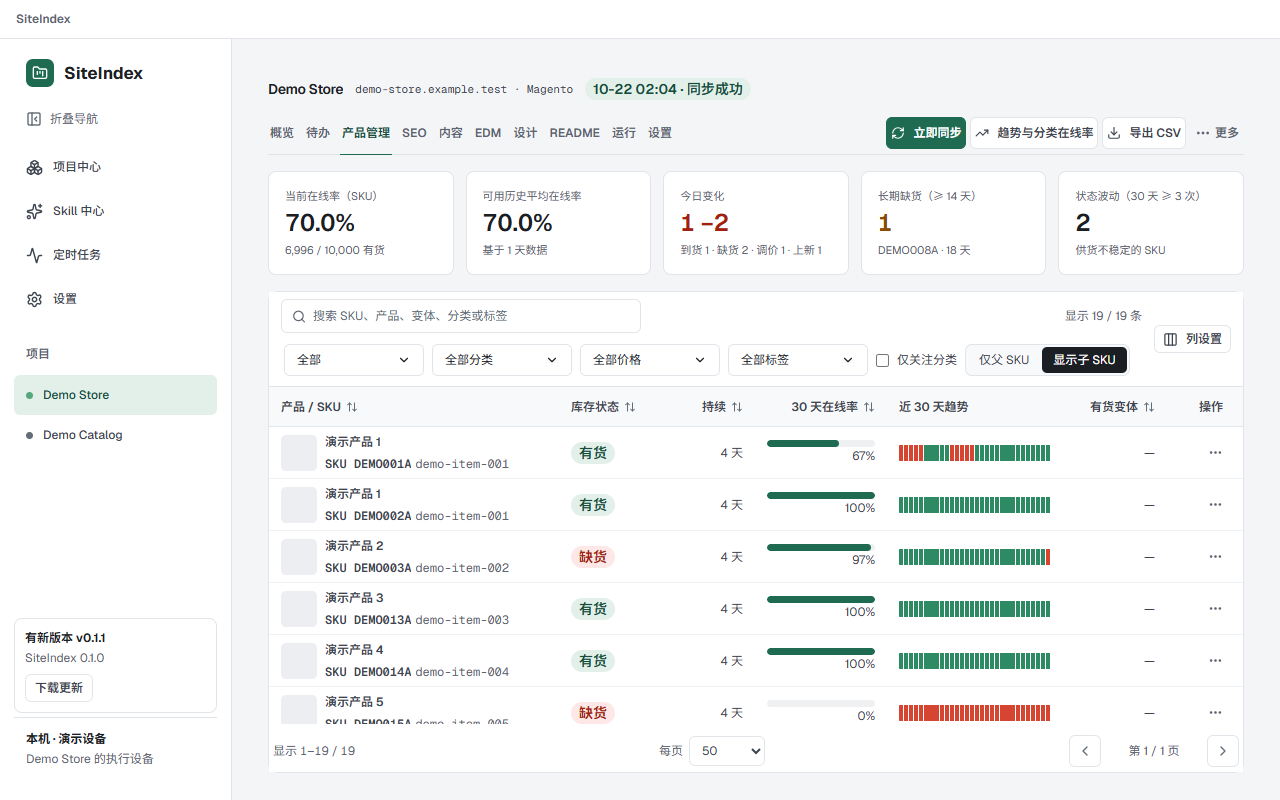 SiteIndex
SiteIndex
折叠导航
项目中心
Skill 中心
定时任务
设置
项目
Demo Store
Demo Catalog
有新版本 v0.1.1
SiteIndex 0.1.0
下载更新
本机 · 演示设备
Demo Store 的执行设备
Demo Store demo-store.example.test · Magento 10-22 02:04 · 同步成功
概览 待办 产品管理 SEO 内容 EDM 设计 README 运行 设置 立即同步 趋势与分类在线率 导出 CSV 更多
当前在线率（SKU）
70.0%
6,996 / 10,000 有货
可用历史平均在线率
70.0%
基于 1 天数据
今日变化
1 −2
到货 1 · 缺货 2 · 调价 1 · 上新 1
长期缺货（≥ 14 天）
1
DEMO008A · 18 天
状态波动（30 天 ≥ 3 次）
2
供货不稳定的 SKU
搜索 SKU、产品、变体、分类或标签 显示 19 / 19 条
列设置
全部 全部分类 全部价格 全部标签 仅关注分类 仅父 SKU 显示子 SKU
产品 / SKU 库存状态 持续 30 天在线率 近 30 天趋势 有货变体 操作
演示产品 1
SKU DEMO001A demo-item-001 有货 4 天 67% —
演示产品 1
SKU DEMO002A demo-item-001 有货 4 天 100% —
演示产品 2
SKU DEMO003A demo-item-002 缺货 4 天 97% —
演示产品 3
SKU DEMO013A demo-item-003 有货 4 天 100% —
演示产品 4
SKU DEMO014A demo-item-004 有货 4 天 100% —
演示产品 5
SKU DEMO015A demo-item-005 缺货 4 天 0% —
显示 1–19 / 19 每页 50 第 1 / 1 页